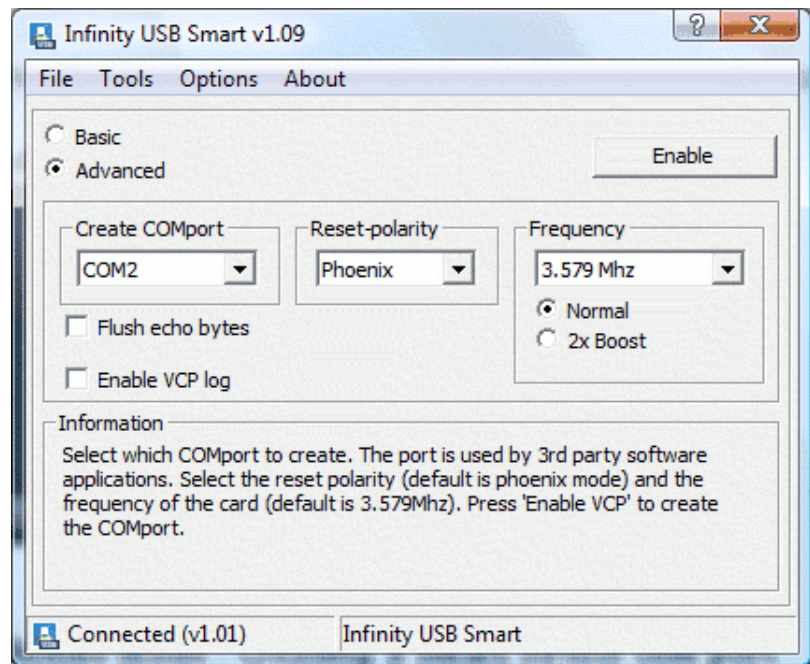 Infinity USB Smart v1.09
File Tools Options About
Basic
Advanced
Enable
Create COMport
COM2
Reset-polarity
Phoenix
Frequency
3.579 Mhz
Normal
2x Boost
Flush echo bytes
Enable VCP log
Information
Select which COMport to create. The port is used by 3rd party software
applications. Select the reset polarity (default is phoenix mode) and the
frequency of the card (default is 3.579Mhz). Press 'Enable VCP' to create
the COMport.
Connected (v1.01) Infinity USB Smart